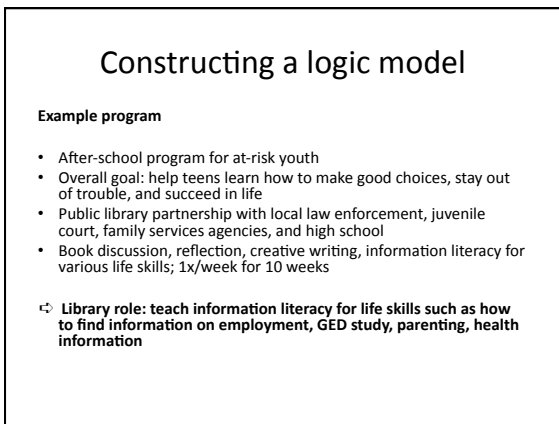 Constructing a logic model
Example program
• After-school program for at-risk youth
• Overall goal: help teens learn how to make good choices, stay out
of trouble, and succeed in life
• Public library partnership with local law enforcement, juvenile
court, family services agencies, and high school
• Book discussion, reflection, creative writing, information literacy for
various life skills; 1x/week for 10 weeks
➪ Library role: teach information literacy for life skills such as how
to find information on employment, GED study, parenting, health
information